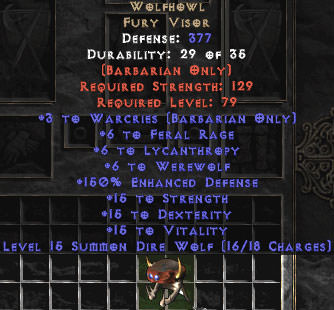 Wolfhowl
Fury Visor
Defense: 377
Durability: 29 of 35
(Barbarian Only)
Required Strength: 129
Required Level: 79
+3 to Warcries (Barbarian Only)
+6 to Feral Rage
+6 to Lycanthropy
+6 to Werewolf
+150% Enhanced Defense
+15 to Strength
+15 to Dexterity
+15 to Vitality
Level 15 Summon Dire Wolf (16/18 Charges)